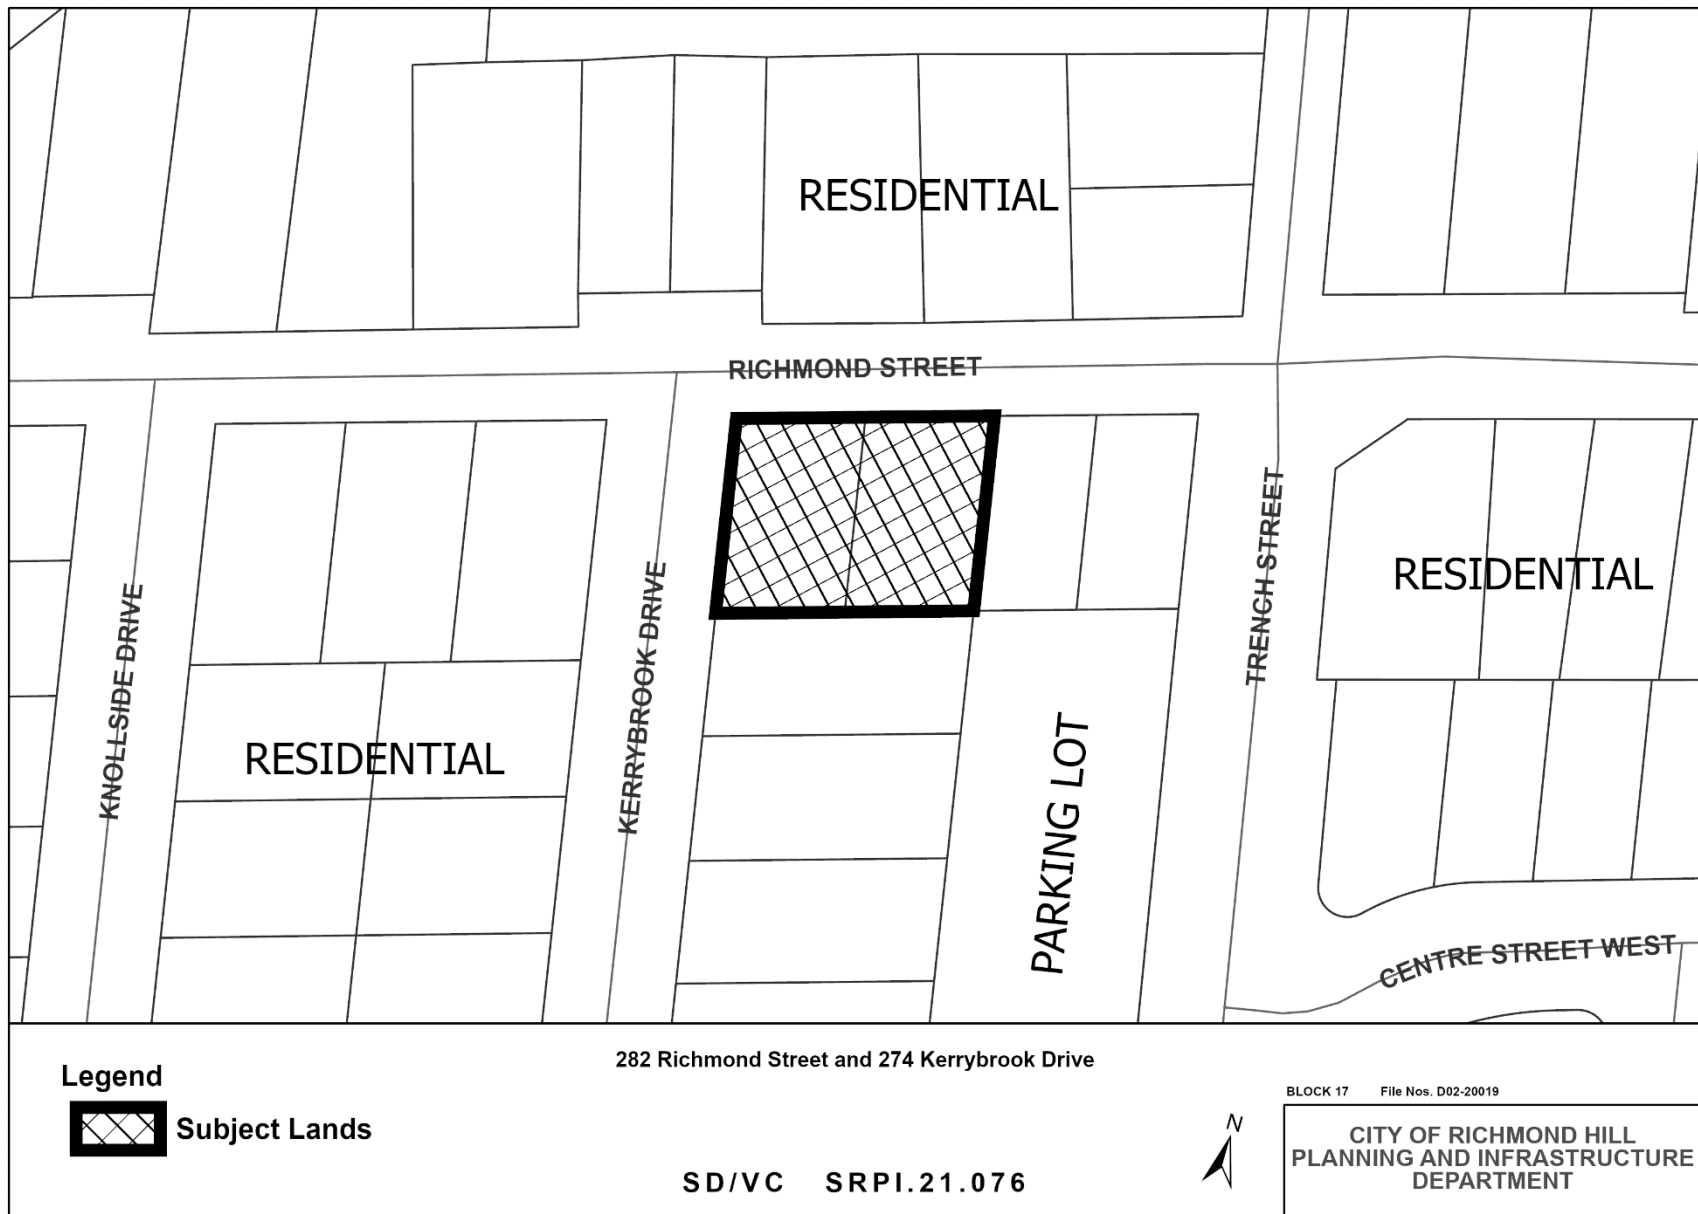 RESIDENTIAL
RICHMOND STREET
KNOLLSIDE DRIVE
KERRYBROOK DRIVE
TRENCH STREET
RESIDENTIAL
RESIDENTIAL
PARKING LOT
CENTRE STREET WEST
282 Richmond Street and 274 Kerrybrook Drive
Legend
Subject Lands
SD/VC SRPI.21.076
N
BLOCK 17 File Nos. D02-20019
CITY OF RICHMOND HILL
PLANNING AND INFRASTRUCTURE
DEPARTMENT